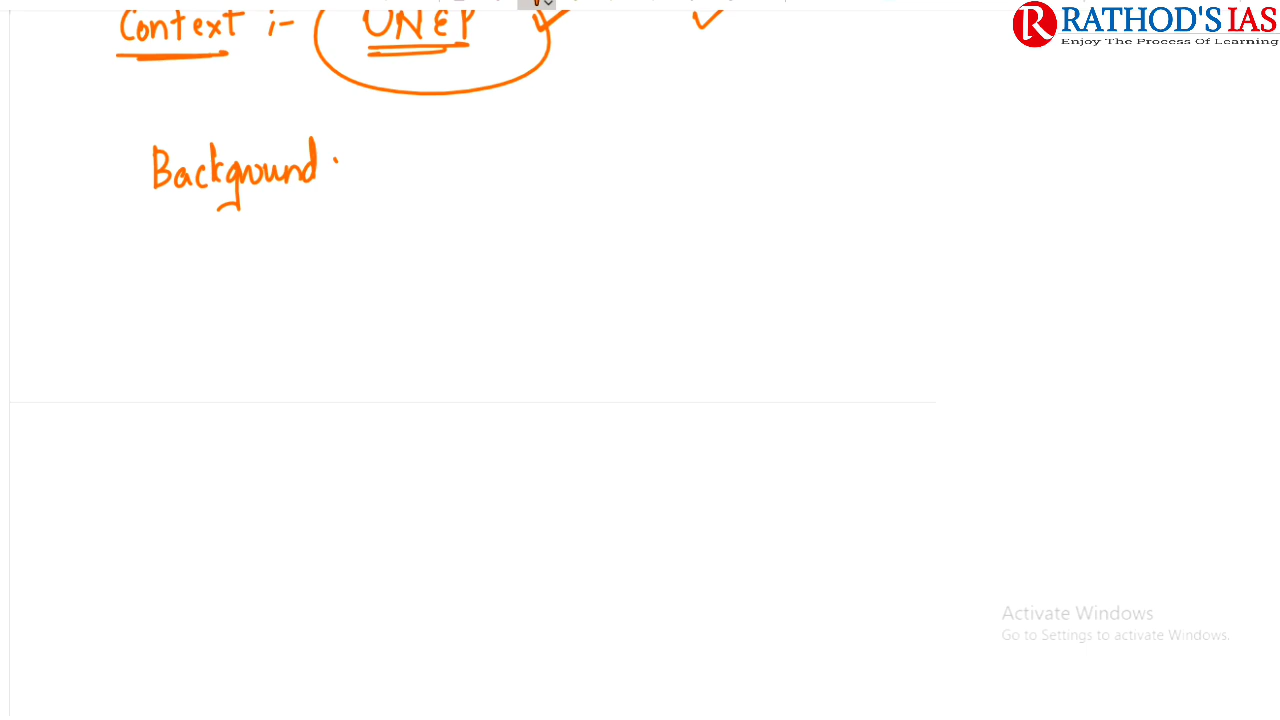 Context :- UNEP
RATHOD'S IAS
Enjoy The Process Of Learning
Background
Activate Windows
Go to Settings to activate Windows.